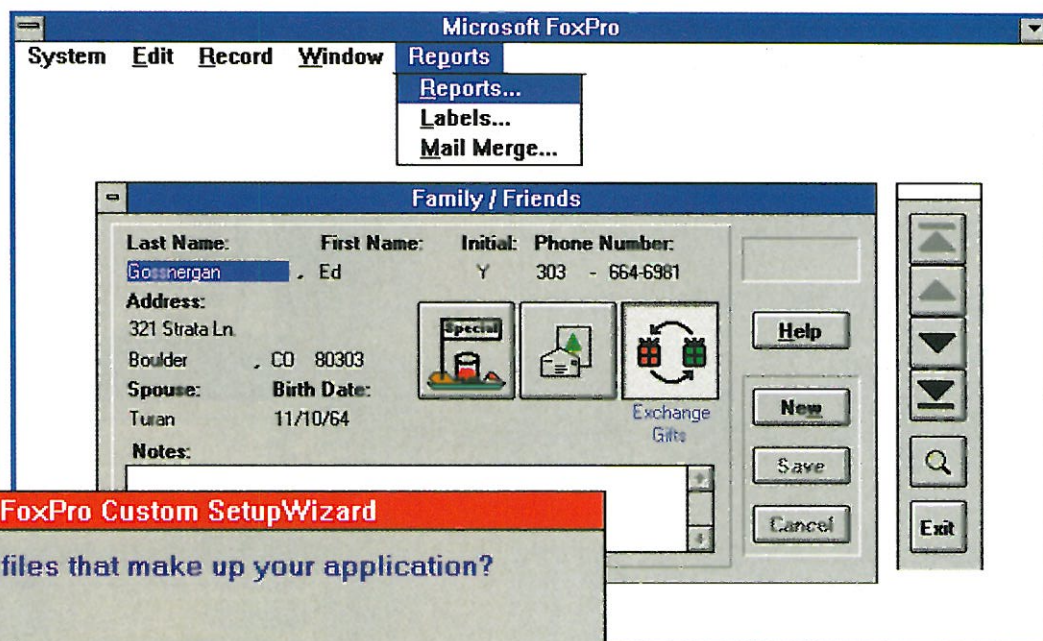 Microsoft FoxPro
System Edit Record Window Reports
Reports...
Labels...
Mail Merge...
Family / Friends
Last Name: First Name: Initial: Phone Number:
Gossnergan , Ed Y 303 - 664-6981
Address:
321 Strata Ln.
Boulder , CO 80303
Spouse: Birth Date:
Turan 11/10/64
Notes:
Special
Exchange
Gifts
Help
New
Save
Cancel
Exit
FoxPro Custom SetupWizard
files that make up your application?